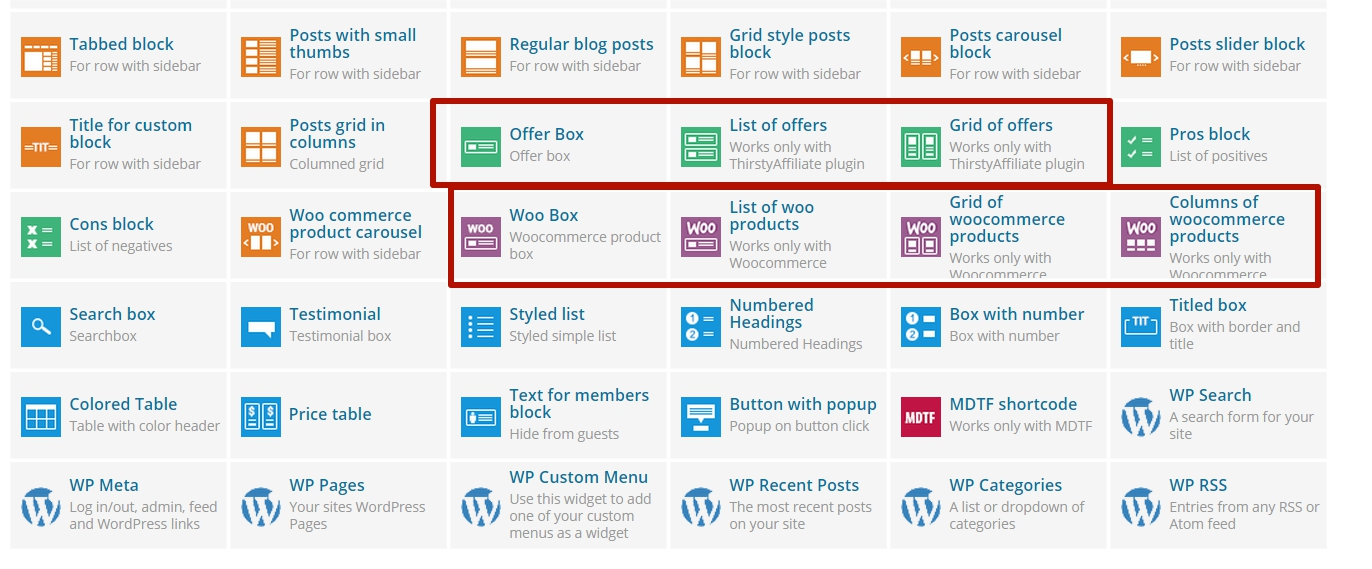 Tabbed block
For row with sidebar
Posts with small
thumbs
For row with sidebar
Regular blog posts
For row with sidebar
Grid style posts
block
For row with sidebar
Posts carousel
block
For row with sidebar
Posts slider block
For row with sidebar
TIT
Title for custom
block
For row with sidebar
Posts grid in
columns
Columned grid
Offer Box
Offer box
List of offers
Works only with
ThirstyAffiliate plugin
Grid of offers
Works only with
ThirstyAffiliate plugin
Pros block
List of positives
Cons block
List of negatives
WOO
Woo commerce
product carousel
For row with sidebar
WOO
Woo Box
Woocommerce product
box
Woo
List of woo
products
Works only with
Woocommerce
Woo
Grid of
woocommerce
products
Works only with
Woocommerce
Woo
Columns of
woocommerce
products
Works only with
Woocommerce
Search box
Searchbox
Testimonial
Testimonial box
Styled list
Styled simple list
1
2
Numbered
Headings
Numbered Headings
1
2
Box with number
Box with number
TIT
Titled box
Box with border and
title
Colored Table
Table with color header
$ $
Price table
Text for members
block
Hide from guests
Button with popup
Popup on button click
MDTF
MDTF shortcode
Works only with MDTF
WP Search
A search form for your
site
WP Meta
Log in/out, admin, feed
and WordPress links
WP Pages
Your sites WordPress
Pages
WP Custom Menu
Use this widget to add
one of your custom
menus as a widget
WP Recent Posts
The most recent posts
on your site
WP Categories
A list or dropdown of
categories
WP RSS
Entries from any RSS or
Atom feed